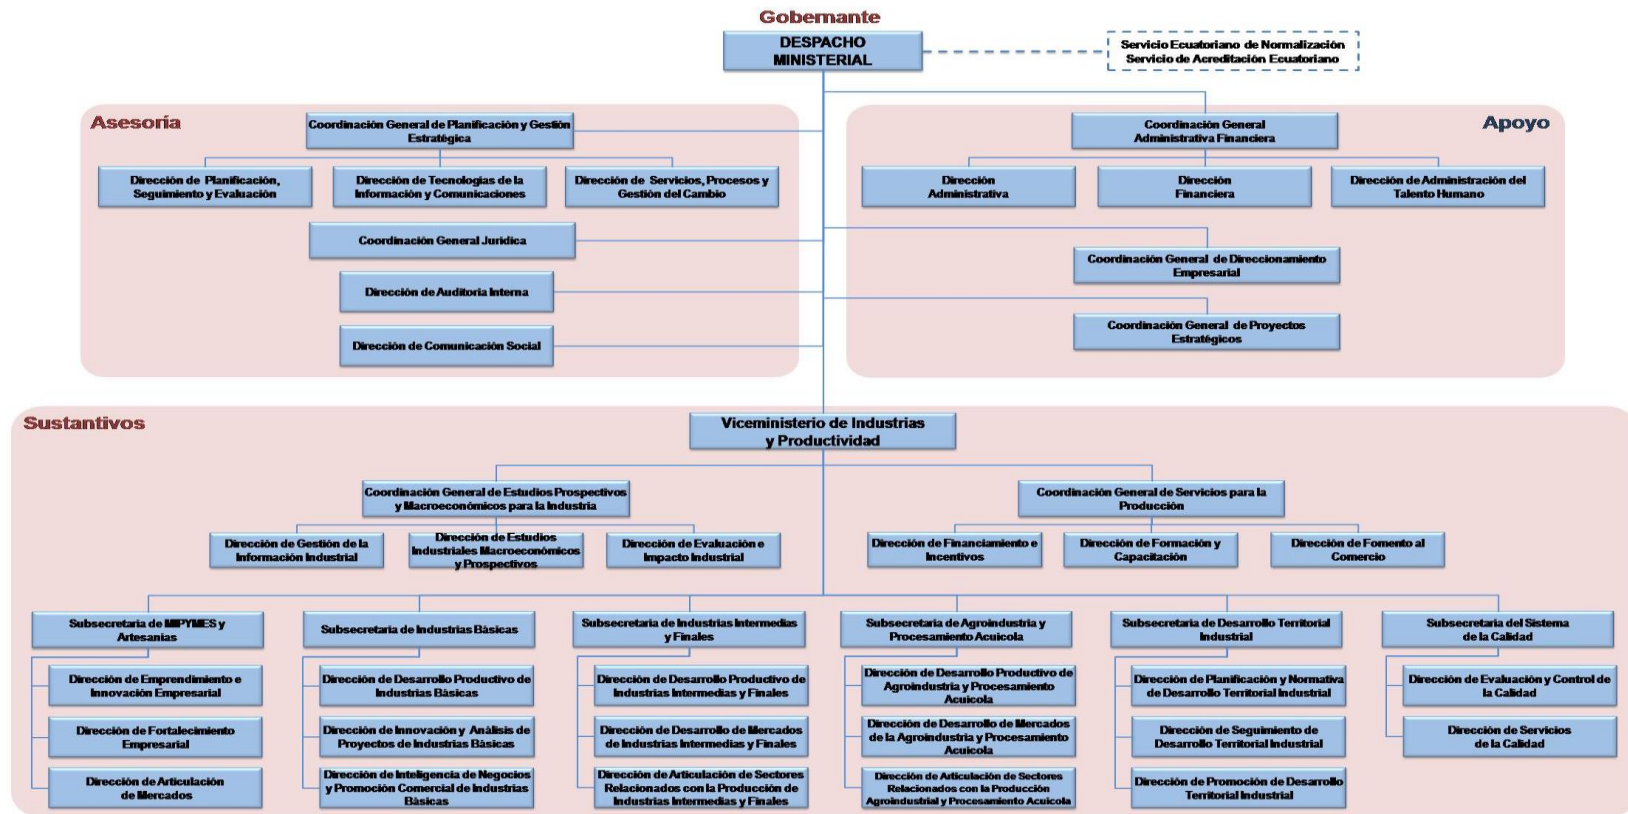 Gobernante
DESPACHO
MINISTERIAL
Servicio Ecuatoriano de Normalización
Servicio de Acreditación Ecuatoriano
Asesoría
Coordinación General de Planificación y Gestión
Estratégica
Dirección de Planificación,
Seguimiento y Evaluación
Dirección de Tecnologías de la
Información y Comunicaciones
Dirección de Servicios, Procesos y
Gestión del Cambio
Coordinación General Jurídica
Dirección de Auditoría Interna
Dirección de Comunicación Social
Apoyo
Coordinación General
Administrativa Financiera
Dirección
Administrativa
Dirección
Financiera
Dirección de Administración del
Talento Humano
Coordinación General de Direccionamiento
Empresarial
Coordinación General de Proyectos
Estratégicos
Sustantivos
Viceministerio de Industrias
y Productividad
Coordinación General de Estudios Prospectivos
y Macroeconómicos para la Industria
Dirección de Gestión de la
Información Industrial
Dirección de Estudios
Industriales Macroeconómicos
y Prospectivos
Dirección de Evaluación e
Impacto Industrial
Coordinación General de Servicios para la
Producción
Dirección de Financiamiento e
Incentivos
Dirección de Formación y
Capacitación
Dirección de Fomento al
Comercio
Subsecretaría de MIPYMES y
Artesanías
Dirección de Emprendimiento e
Innovación Empresarial
Dirección de Fortalecimiento
Empresarial
Dirección de Articulación
de Mercados
Subsecretaría de Industrias Básicas
Dirección de Desarrollo Productivo de
Industrias Básicas
Dirección de Innovación y Análisis de
Proyectos de Industrias Básicas
Dirección de Inteligencia de Negocios
y Promoción Comercial de Industrias
Básicas
Subsecretaría de Industrias Intermedias
y Finales
Dirección de Desarrollo Productivo de
Industrias Intermedias y Finales
Dirección de Desarrollo de Mercados
de Industrias Intermedias y Finales
Dirección de Articulación de Sectores
Relacionados con la Producción de
Industrias Intermedias y Finales
Subsecretaría de Agroindustria y
Procesamiento Acuícola
Dirección de Desarrollo Productivo de
Agroindustria y Procesamiento
Acuícola
Dirección de Desarrollo de Mercados
de la Agroindustria y Procesamiento
Acuícola
Dirección de Articulación de Sectores
Relacionados con la Producción
Agroindustrial y Procesamiento Acuícola
Subsecretaría de Desarrollo Territorial
Industrial
Dirección de Planificación y Normativa
de Desarrollo Territorial Industrial
Dirección de Seguimiento de
Desarrollo Territorial Industrial
Dirección de Promoción de Desarrollo
Territorial Industrial
Subsecretaría del Sistema
de la Calidad
Dirección de Evaluación y Control de
la Calidad
Dirección de Servicios
de la Calidad